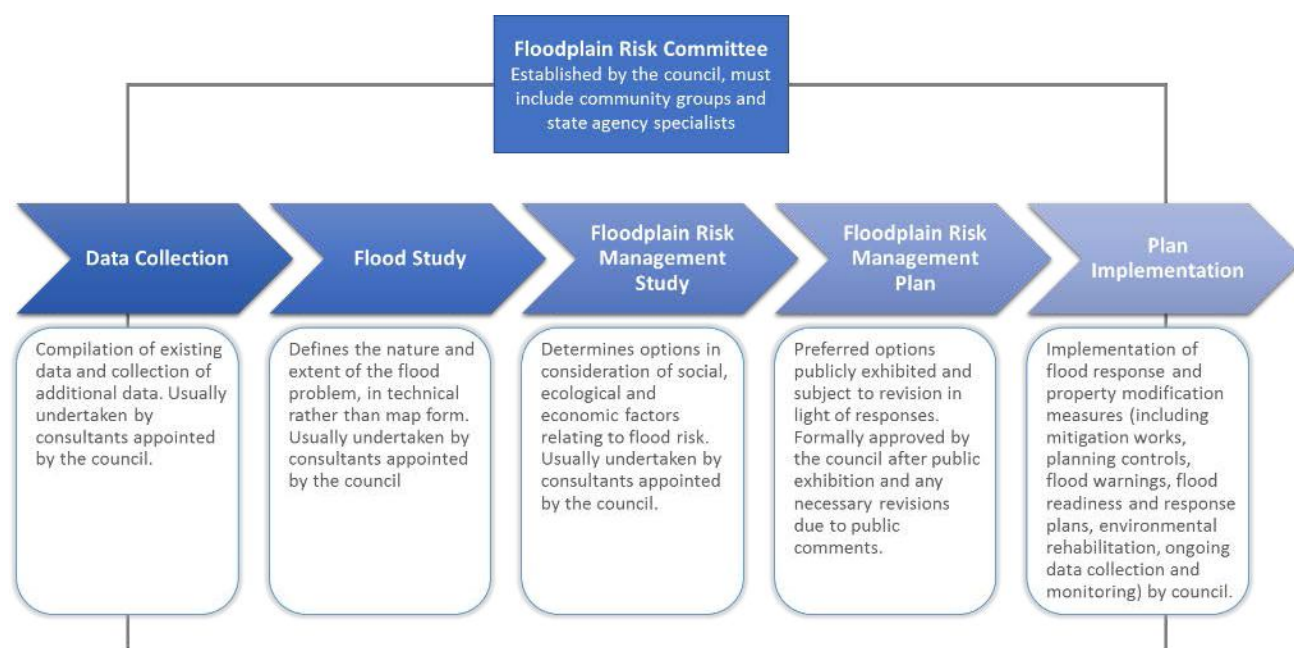 Floodplain Risk Committee
Established by the council, must
include community groups and
state agency specialists
Data Collection
Flood Study
Floodplain Risk
Management
Study
Floodplain Risk
Management
Plan
Plan
Implementation
Compilation of existing
data and collection of
additional data. Usually
undertaken by
consultants appointed
by the council.
Defines the nature and
extent of the flood
problem, in technical
rather than map form.
Usually undertaken by
consultants appointed
by the council
Determines options in
consideration of social,
ecological and
economic factors
relating to flood risk.
Usually undertaken by
consultants appointed
by the council.
Preferred options
publicly exhibited and
subject to revision in
light of responses.
Formally approved by
the council after public
exhibition and any
necessary revisions
due to public
comments.
Implementation of
flood response and
property modification
measures (including
mitigation works,
planning controls,
flood warnings, flood
readiness and response
plans, environmental
rehabilitation, ongoing
data collection and
monitoring) by council.